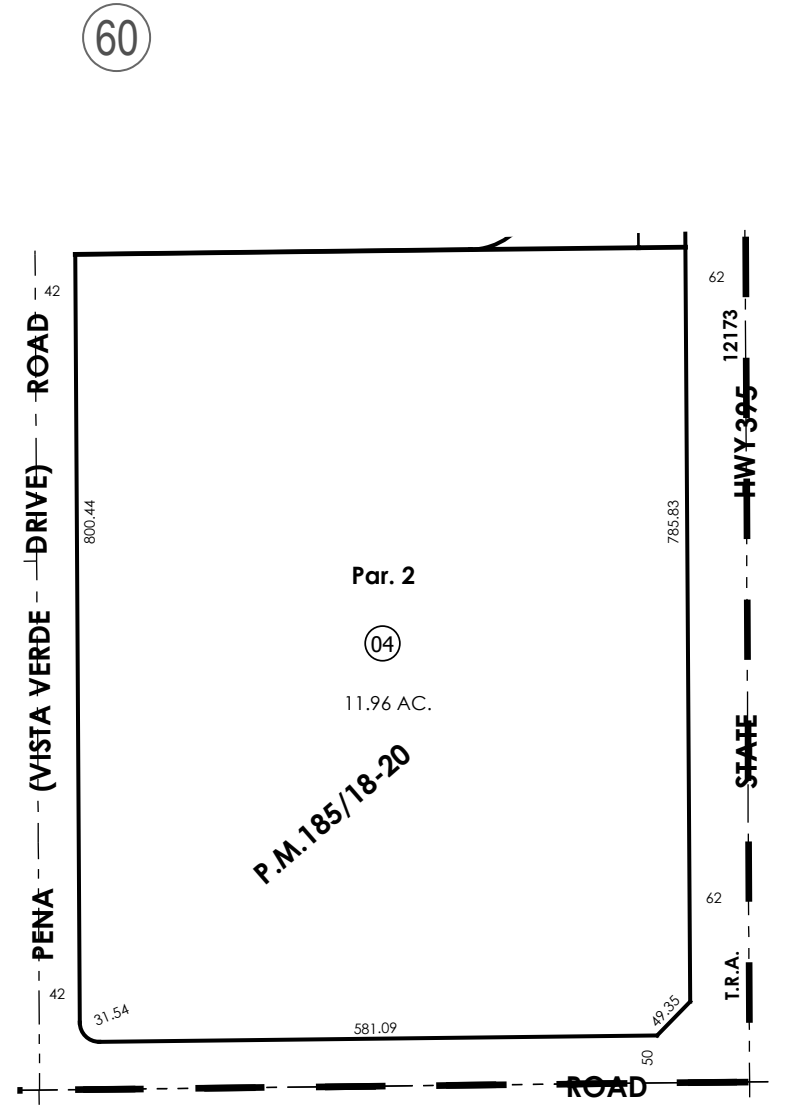 60
42
62
PENA (VISTA VERDE DRIVE) ROAD
12173
STATE HWY 395
800.44
785.83
Par. 2
04
11.96 AC.
P.M.185/18-20
62
T.R.A.
42
31.54
581.09
49.35
50
ROAD